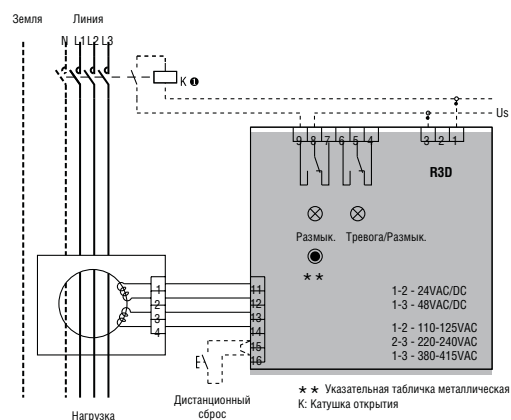 Земля
Линия
N L1 L2 L3
K ❶
Us
9 8 7 6 5 4
3 2 1
R3D
Размык. Тревога/Размык.
★ ★
1
2
3
4
11
12
13
14
15
16
1-2 - 24VAC/DC
1-3 - 48VAC/DC
1-2 - 110-125VAC
2-3 - 220-240VAC
1-3 - 380-415VAC
E
Нагрузка
Дистанционный
сброс
★ ★ Указательная табличка металлическая
K: Катушка открытия